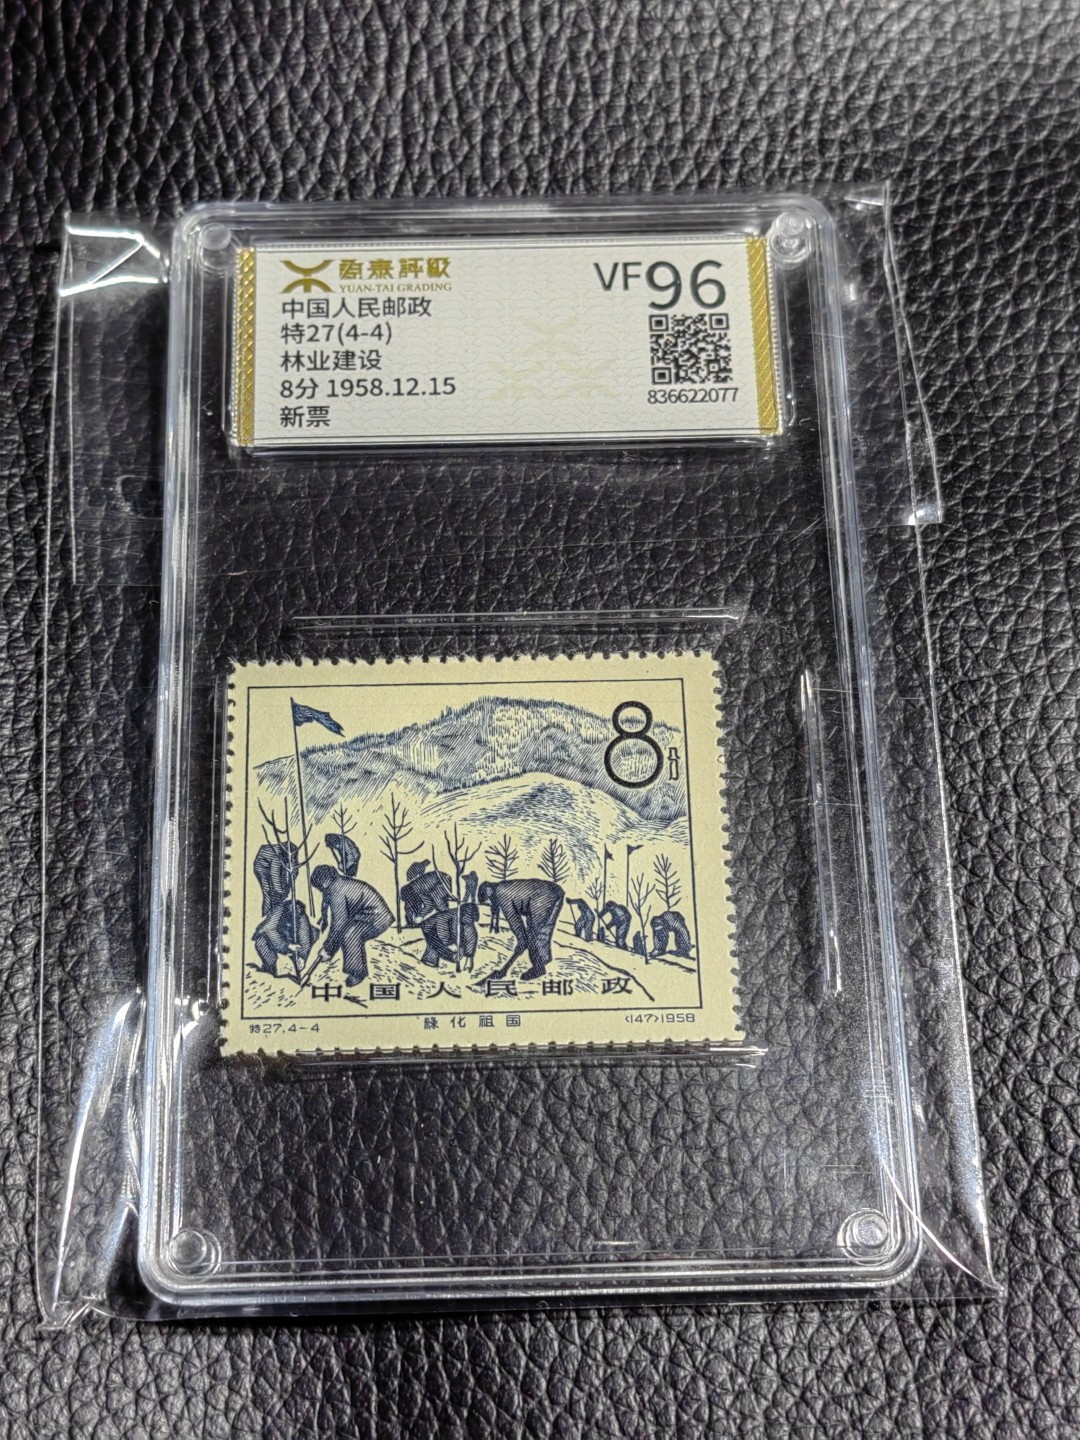 源泰評級
YUAN-TAI GRADING
中国人民邮政
特27(4-4)
林业建设
8分 1958.12.15
新票
VF96
836622077
8分
中国人民邮政
特27.4-4
綠化祖国
(147)1958